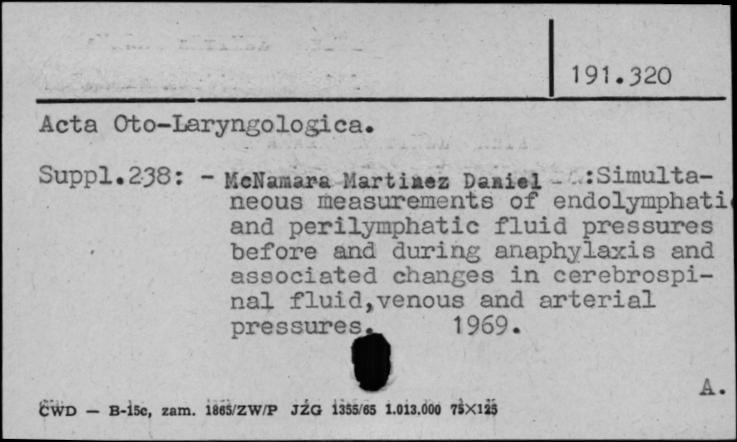 191.320
Acta Oto-Laryngologica.
Suppl.238: - McNamara Martinez Daniel :Simulta-
neous measurements of endolymphati
and perilymphatic fluid pressures
before and during anaphylaxis and
associated changes in cerebrospi-
nal fluid,venous and arterial
pressures. 1969.
A.
CWD — B-15c, zam. 1865/ZW/P JZG 1355/65 1.013.000 75×125